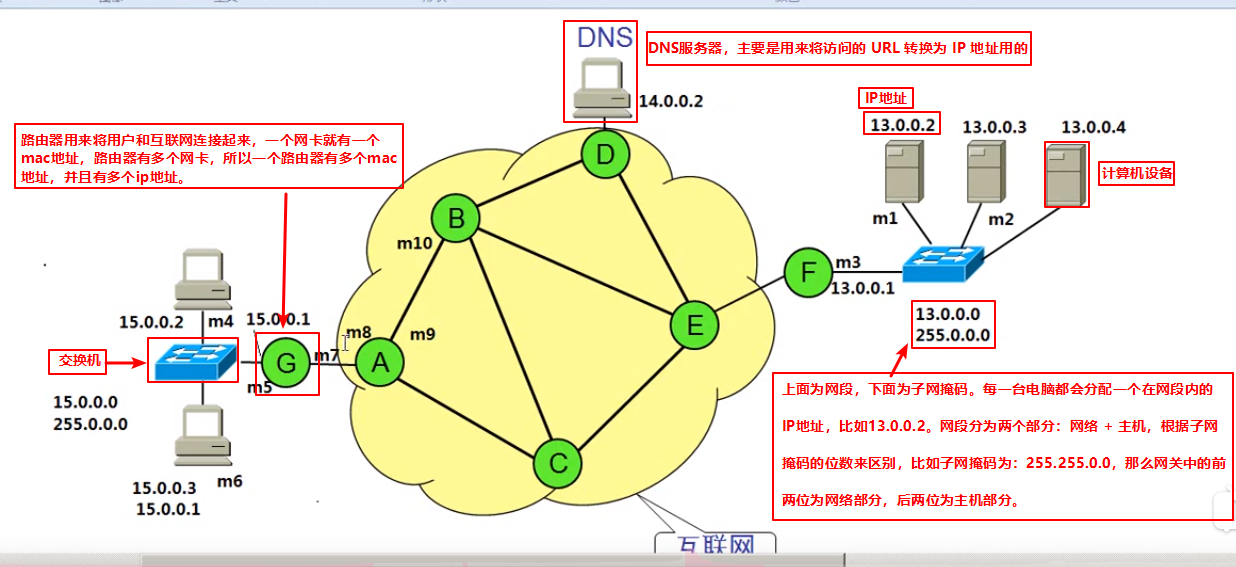 DNS
DNS服务器，主要是用来将访问的 URL 转换为 IP 地址用的
14.0.0.2
IP地址
13.0.0.2
13.0.0.3
13.0.0.4
路由器用来将用户和互联网连接起来，一个网卡就有一个
mac地址，路由器有多个网卡，所以一个路由器有多个mac
地址，并且有多个ip地址。
计算机设备
D
B
m10
m1
m2
F
m3
13.0.0.1
15.0.0.2
m4
15.0.0.1
m8
m9
E
13.0.0.0
255.0.0.0
交换机
G
m7
A
m5
15.0.0.0
255.0.0.0
上面为网段，下面为子网掩码。每一台电脑都会分配一个在网段内的
IP地址，比如13.0.0.2。网段分为两个部分：网络 + 主机，根据子网
掩码的位数来区别，比如子网掩码为：255.255.0.0，那么网关中的前
两位为网络部分，后两位为主机部分。
C
15.0.0.3
m6
15.0.0.1
互联网